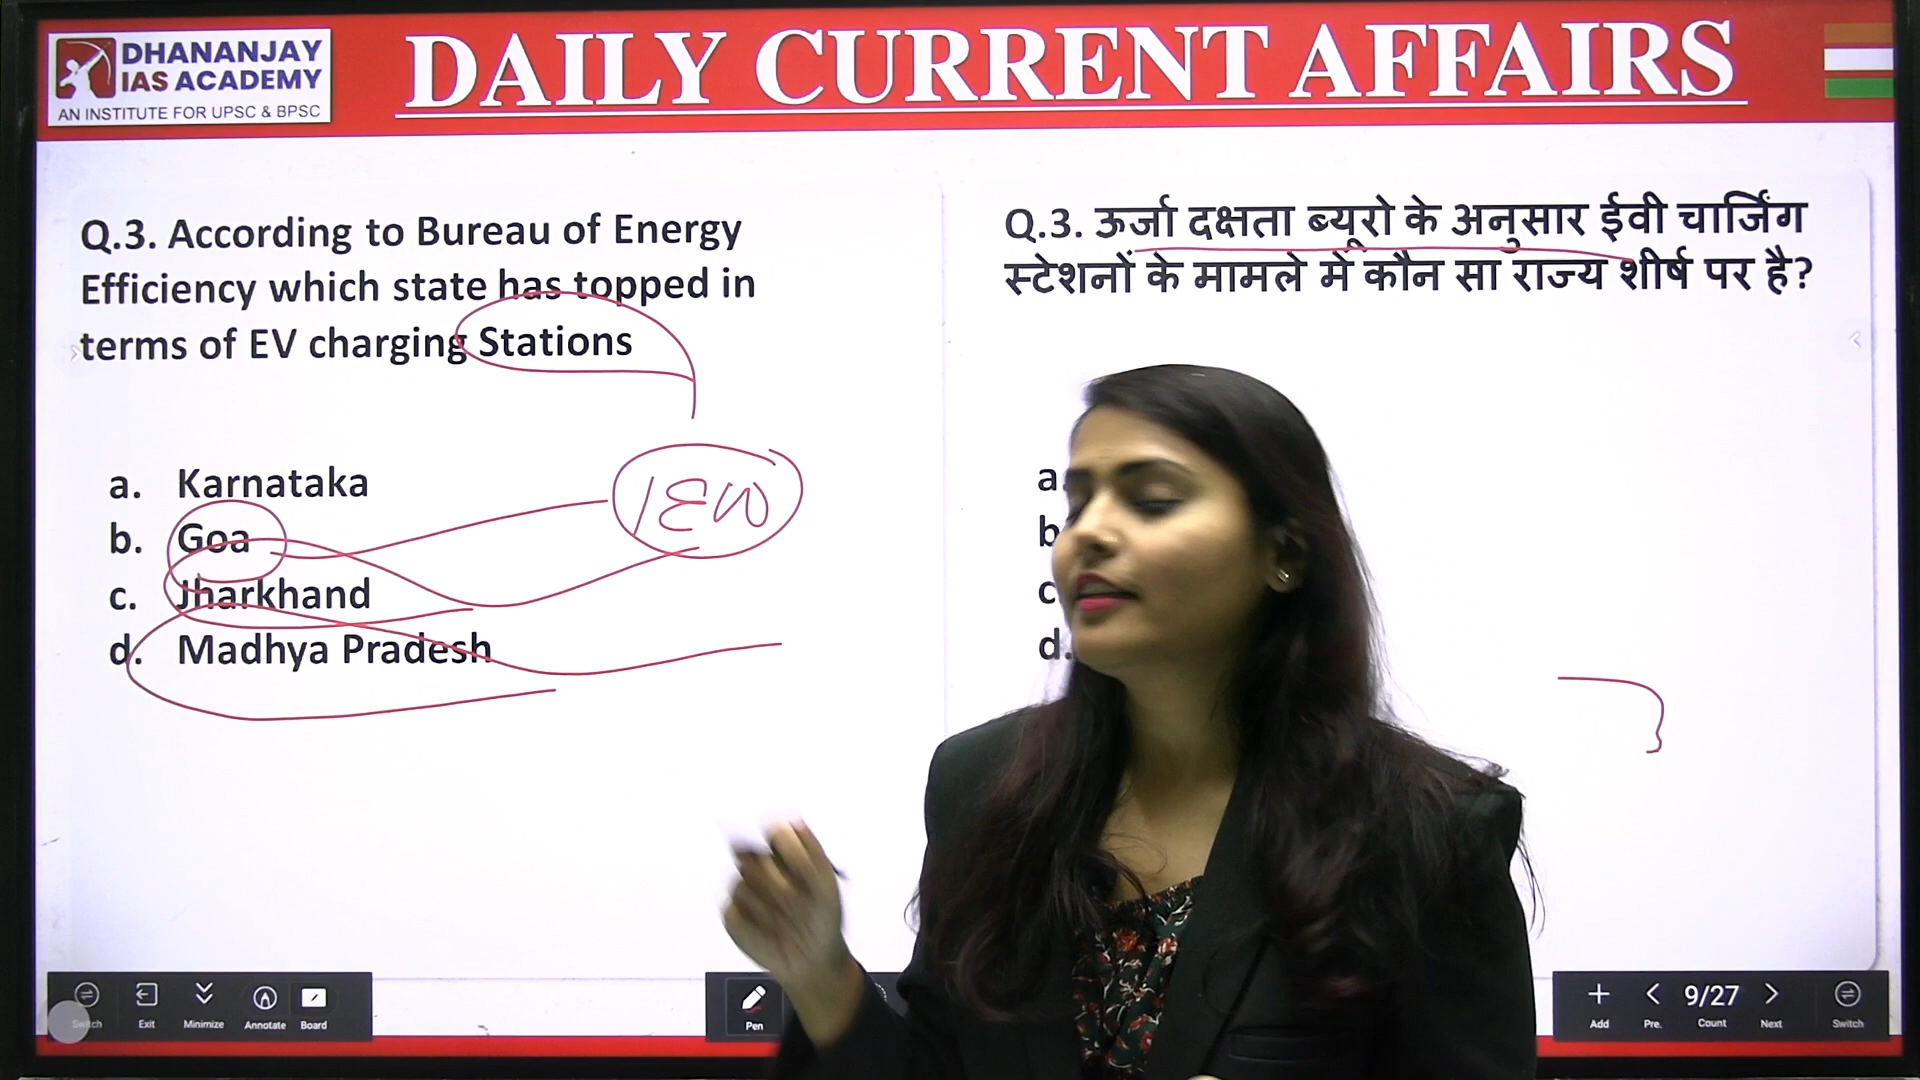 DHANANJAY
IAS ACADEMY
AN INSTITUTE FOR UPSC & BPSC
DAILY CURRENT AFFAIRS
Q.3. According to Bureau of Energy
Efficiency which state has topped in
terms of EV charging Stations
a. Karnataka
b. Goa
c. Jharkhand
d. Madhya Pradesh
IEW
Q.3. ऊर्जा दक्षता ब्यूरो के अनुसार ईवी चार्जिंग
स्टेशनों के मामले में कौन सा राज्य शीर्ष पर है?
a.
b
c
d.
Switch Exit Minimize Annotate Board
Pen
9/27
Add Pre. Count Next Switch